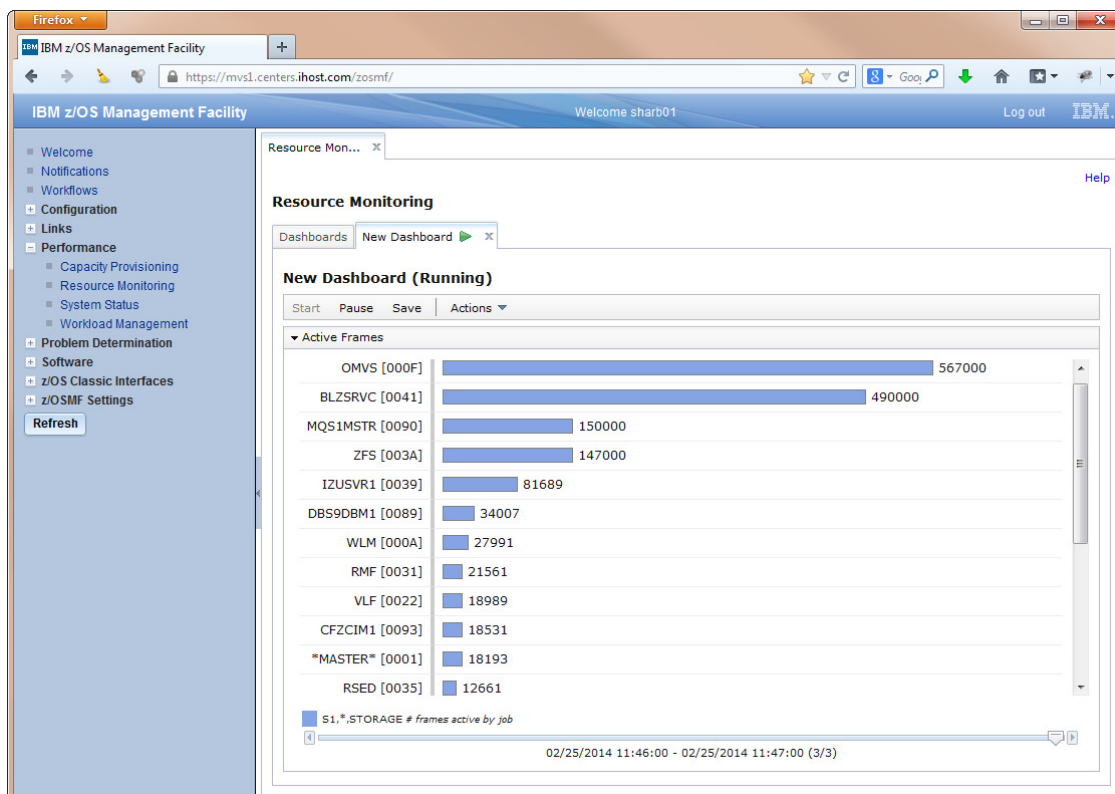 Firefox
IBM IBM z/OS Management Facility
https://mvs1.centers.ihost.com/zosmf/
8 Goo
IBM z/OS Management Facility Welcome sharb01 Log out IBM.
Welcome
Notifications
Workflows
Configuration
Links
Performance
Capacity Provisioning
Resource Monitoring
System Status
Workload Management
Problem Determination
Software
z/OS Classic Interfaces
z/OSMF Settings
Refresh
Resource Mon...
Help
Resource Monitoring
Dashboards New Dashboard
New Dashboard (Running)
Start Pause Save Actions
Active Frames
OMVS [000F] 567000
BLZSRVC [0041] 490000
MQS1MSTR [0090] 150000
ZFS [003A] 147000
IZUSVR1 [0039] 81689
DBS9DBM1 [0089] 34007
WLM [000A] 27991
RMF [0031] 21561
VLF [0022] 18989
CFZCIM1 [0093] 18531
*MASTER* [0001] 18193
RSED [0035] 12661
S1,*,STORAGE # frames active by job
02/25/2014 11:46:00 - 02/25/2014 11:47:00 (3/3)